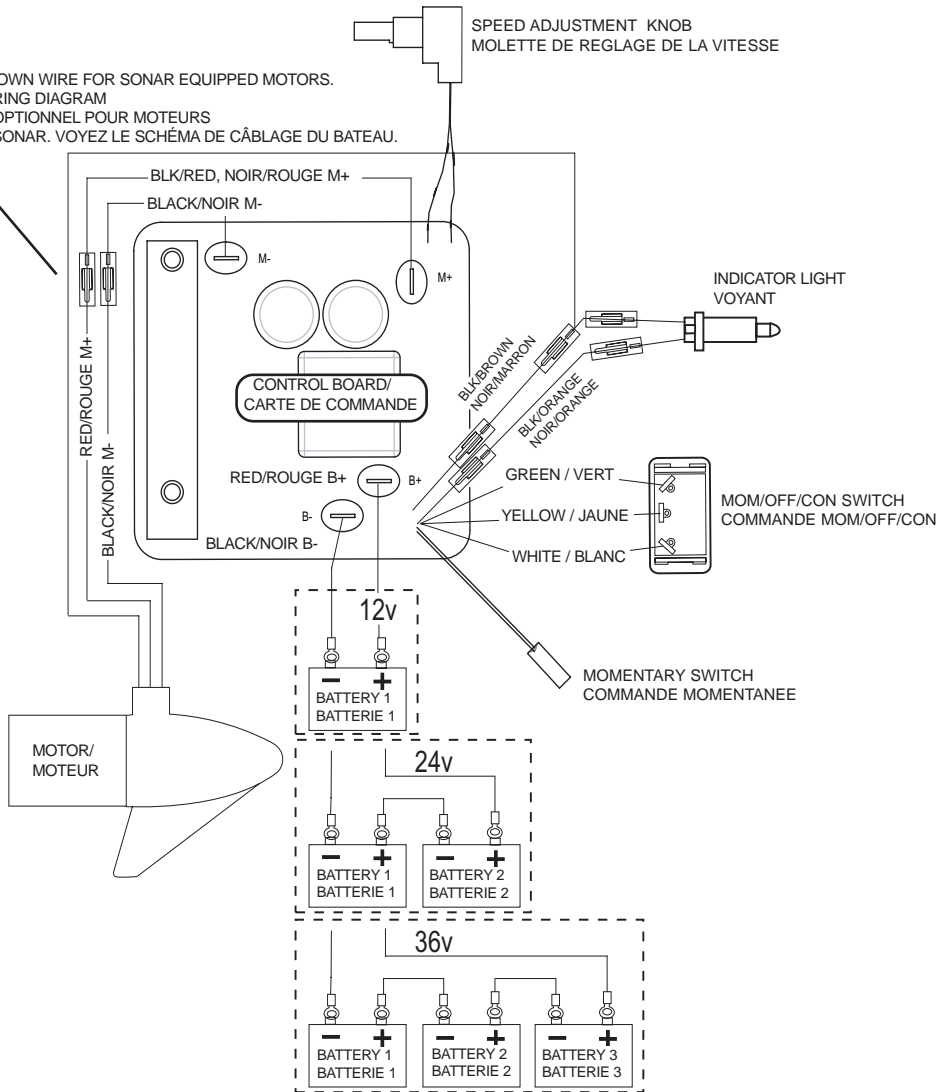 SPEED ADJUSTMENT KNOB
MOLETTE DE REGLAGE DE LA VITESSE
OWN WIRE FOR SONAR EQUIPPED MOTORS.
RING DIAGRAM
OPTIONNEL POUR MOTEURS
SONAR. VOYEZ LE SCHÉMA DE CÂBLAGE DU BATEAU.
BLK/RED, NOIR/ROUGE M+
BLACK/NOIR M-
M-
M+
INDICATOR LIGHT
VOYANT
RED/ROUGE M+
BLACK/NOIR M-
CONTROL BOARD/
CARTE DE COMMANDE
BLK/BROWN
NOIR/MARRON
BLK/ORANGE
NOIR/ORANGE
RED/ROUGE B+
B+
B-
BLACK/NOIR B-
GREEN / VERT
YELLOW / JAUNE
WHITE / BLANC
MOM/OFF/CON SWITCH
COMMANDE MOM/OFF/CON
MOMENTARY SWITCH
COMMANDE MOMENTANEE
MOTOR/
MOTEUR
12v
BATTERY 1
BATTERIE 1
24v
BATTERY 1
BATTERIE 1
BATTERY 2
BATTERIE 2
36v
BATTERY 1
BATTERIE 1
BATTERY 2
BATTERIE 2
BATTERY 3
BATTERIE 3